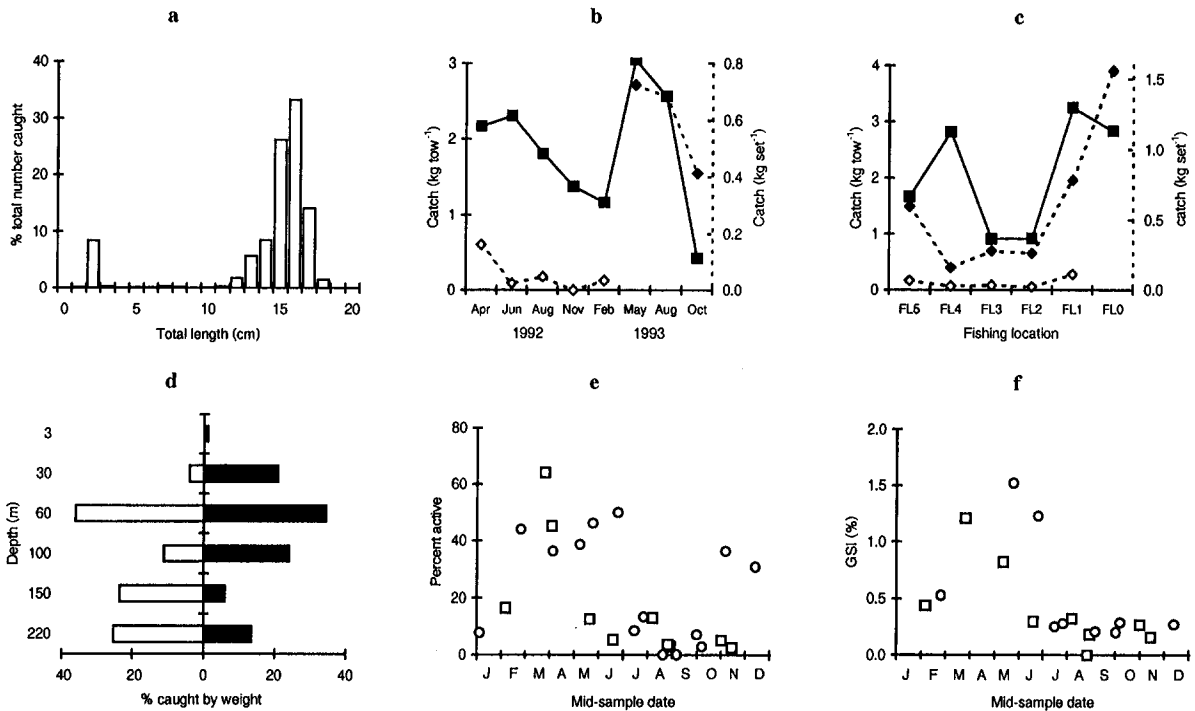 a
b
c
40
30
20
10
0
% total number caught
0 5 10 15 20
Total length (cm)
3
2
1
0
Catch (kg tow⁻¹)
0.8
0.6
0.4
0.2
0.0
Catch (kg set⁻¹)
Apr Jun Aug Nov Feb May Aug Oct
1992 1993
4
3
2
1
0
Catch (kg tow⁻¹)
1.5
1.0
0.5
0.0
catch (kg set⁻¹)
FL5 FL4 FL3 FL2 FL1 FL0
Fishing location
d
e
f
3
30
60
100
150
220
Depth (m)
40 20 0 20 40
% caught by weight
80
60
40
20
0
Percent active
J F M A M J J A S O N D
Mid-sample date
2.0
1.5
1.0
0.5
0.0
GSI (%)
J F M A M J J A S O N D
Mid-sample date